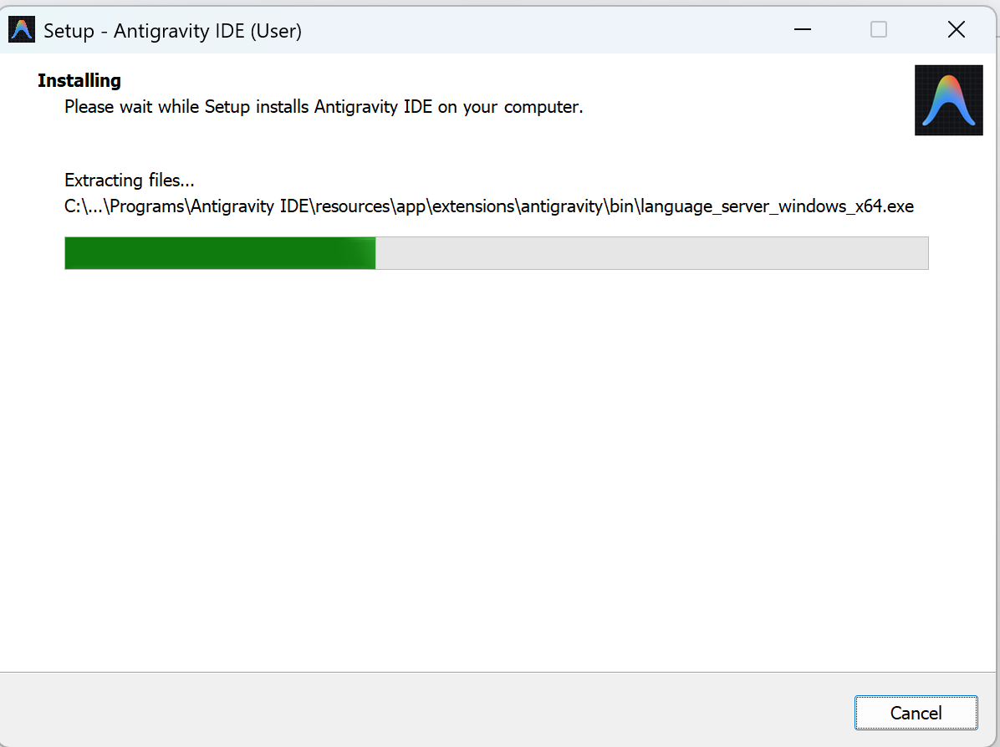 Setup - Antigravity IDE (User)
Installing
Please wait while Setup installs Antigravity IDE on your computer.
Extracting files...
C:\...\Programs\Antigravity IDE\resources\app\extensions\antigravity\bin\language_server_windows_x64.exe
Cancel